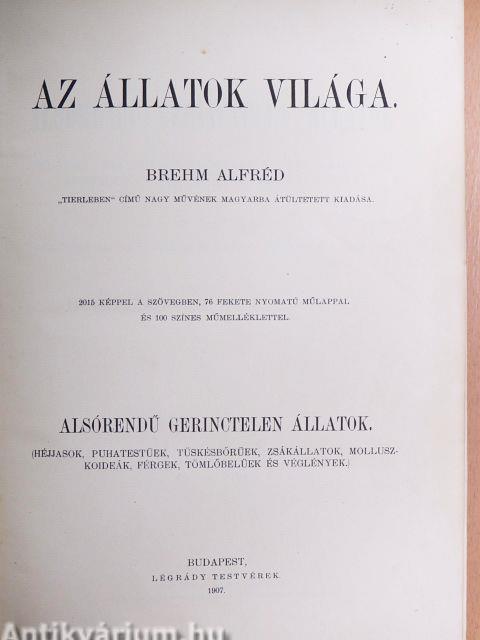 AZ ÁLLATOK VILÁGA.
BREHM ALFRÉD
„TIERLEBEN" CÍMŰ NAGY MŰVÉNEK MAGYARBA ÁTÜLTETETT KIADÁSA.
2015 KÉPPEL A SZÖVEGBEN, 76 FEKETE NYOMATÚ MŰLAPPAL
ÉS 100 SZÍNES MŰMELLÉKLETTEL.
ALSÓRENDŰ GERINCTELEN ÁLLATOK.
(HÉJJASOK, PUHATESTŰEK, TÜSKÉSBŐRÜEK, ZSÁKÁLLATOK, MOLLUSZ-
KOIDEÁK, FÉRGEK, TÖMLŐBELÜEK ÉS VÉGLÉNYEK.)
BUDAPEST,
LÉGRÁDY TESTVÉREK
1907.
Antikvárium.hu